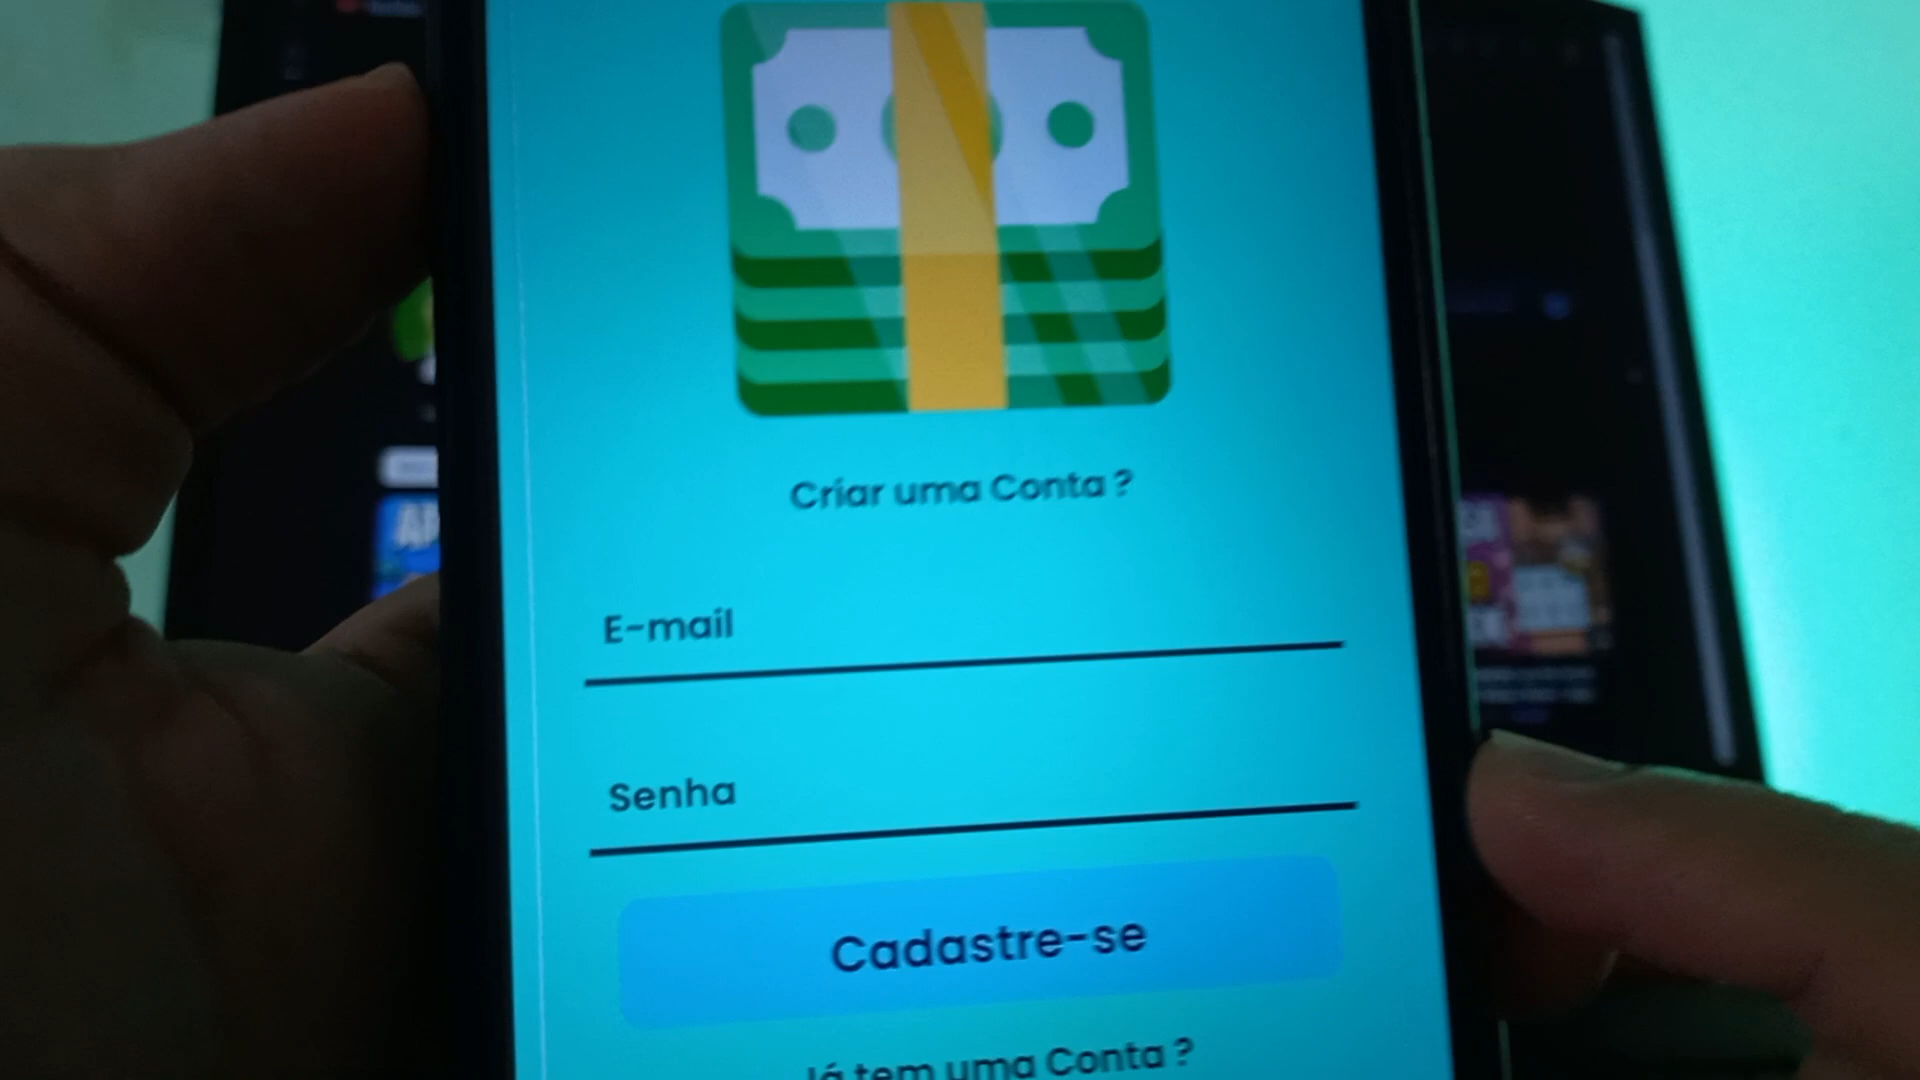 Criar uma Conta ?
E-mail
Senha
Cadastre-se
Já tem uma Conta ?